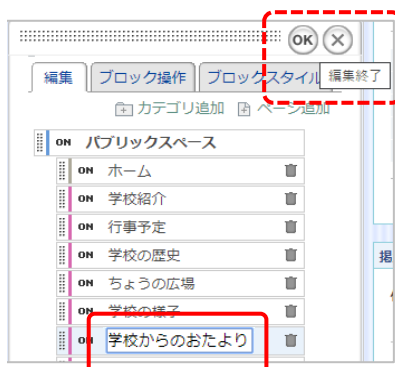 OK ×
編集 ブロック操作 ブロックスタイル 編集終了
カテゴリ追加 ページ追加
ON パブリックスペース
ON ホーム
ON 学校紹介
ON 行事予定
ON 学校の歴史
掲
ON ちょうの広場
ON 学校の様子
ON 学校からのおたより